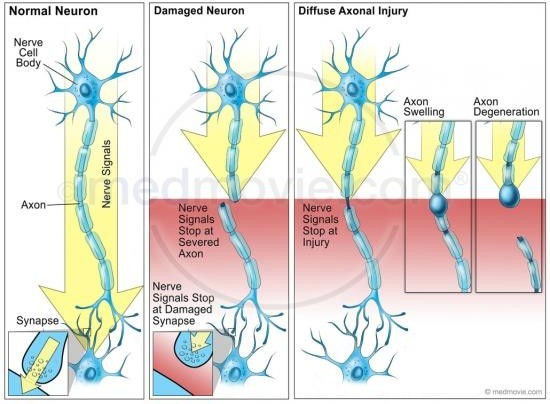 Normal Neuron
Nerve
Cell
Body
Nerve Signals
Axon
Synapse
Damaged Neuron
Nerve
Signals
Stop at
Severed
Axon
Nerve
Signals Stop
at Damaged
Synapse
Diffuse Axonal Injury
Nerve
Signals
Stop at
Injury
Axon
Swelling
Axon
Degeneration
© medmovie.com®
© medmovie.com